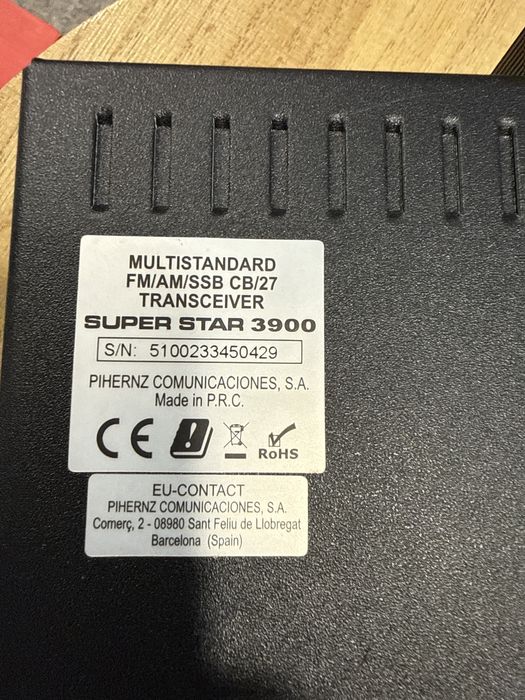 MULTISTANDARD
FM/AM/SSB CB/27
TRANSCEIVER
SUPER STAR 3900
S/N: 5100233450429
PIHERNZ COMUNICACIONES, S.A.
Made in P.R.C.
CE
RoHS
EU-CONTACT
PIHERNZ COMUNICACIONES, S.A.
Comerç, 2 - 08980 Sant Feliu de Llobregat
Barcelona (Spain)